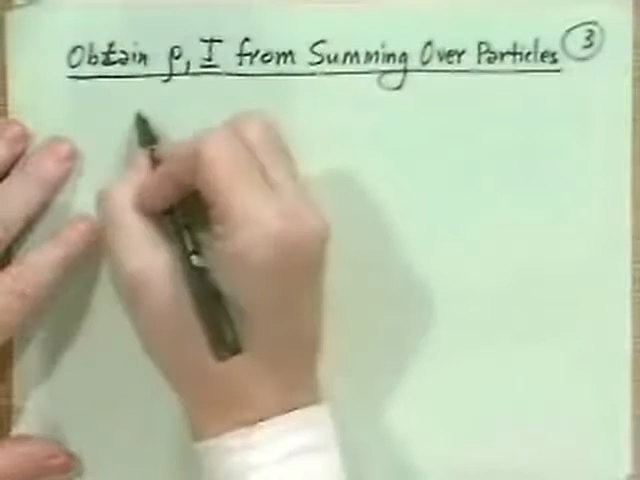 Obtain ρ, I from Summing Over Particles
3